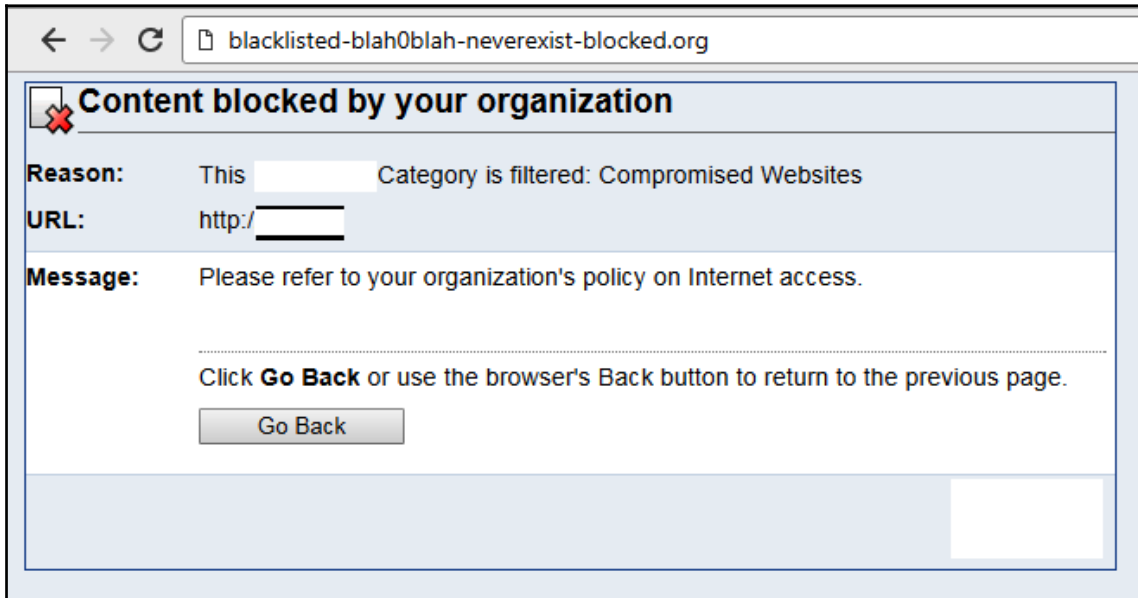 blacklisted-blah0blah-neverexist-blocked.org
Content blocked by your organization
Reason: This Category is filtered: Compromised Websites
URL: http:/
Message: Please refer to your organization's policy on Internet access.
Click Go Back or use the browser's Back button to return to the previous page.
Go Back